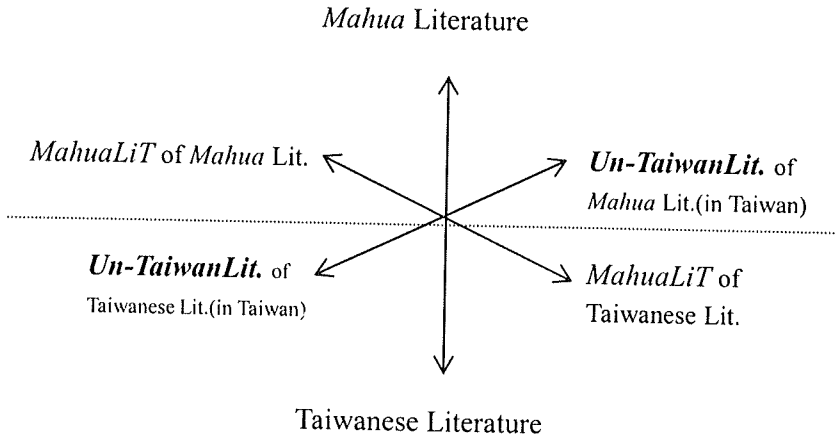 Mahua Literature
MahuaLiT of Mahua Lit.
Un-TaiwanLit. of
Mahua Lit.(in Taiwan)
Un-TaiwanLit. of
Taiwanese Lit.(in Taiwan)
MahuaLiT of
Taiwanese Lit.
Taiwanese Literature